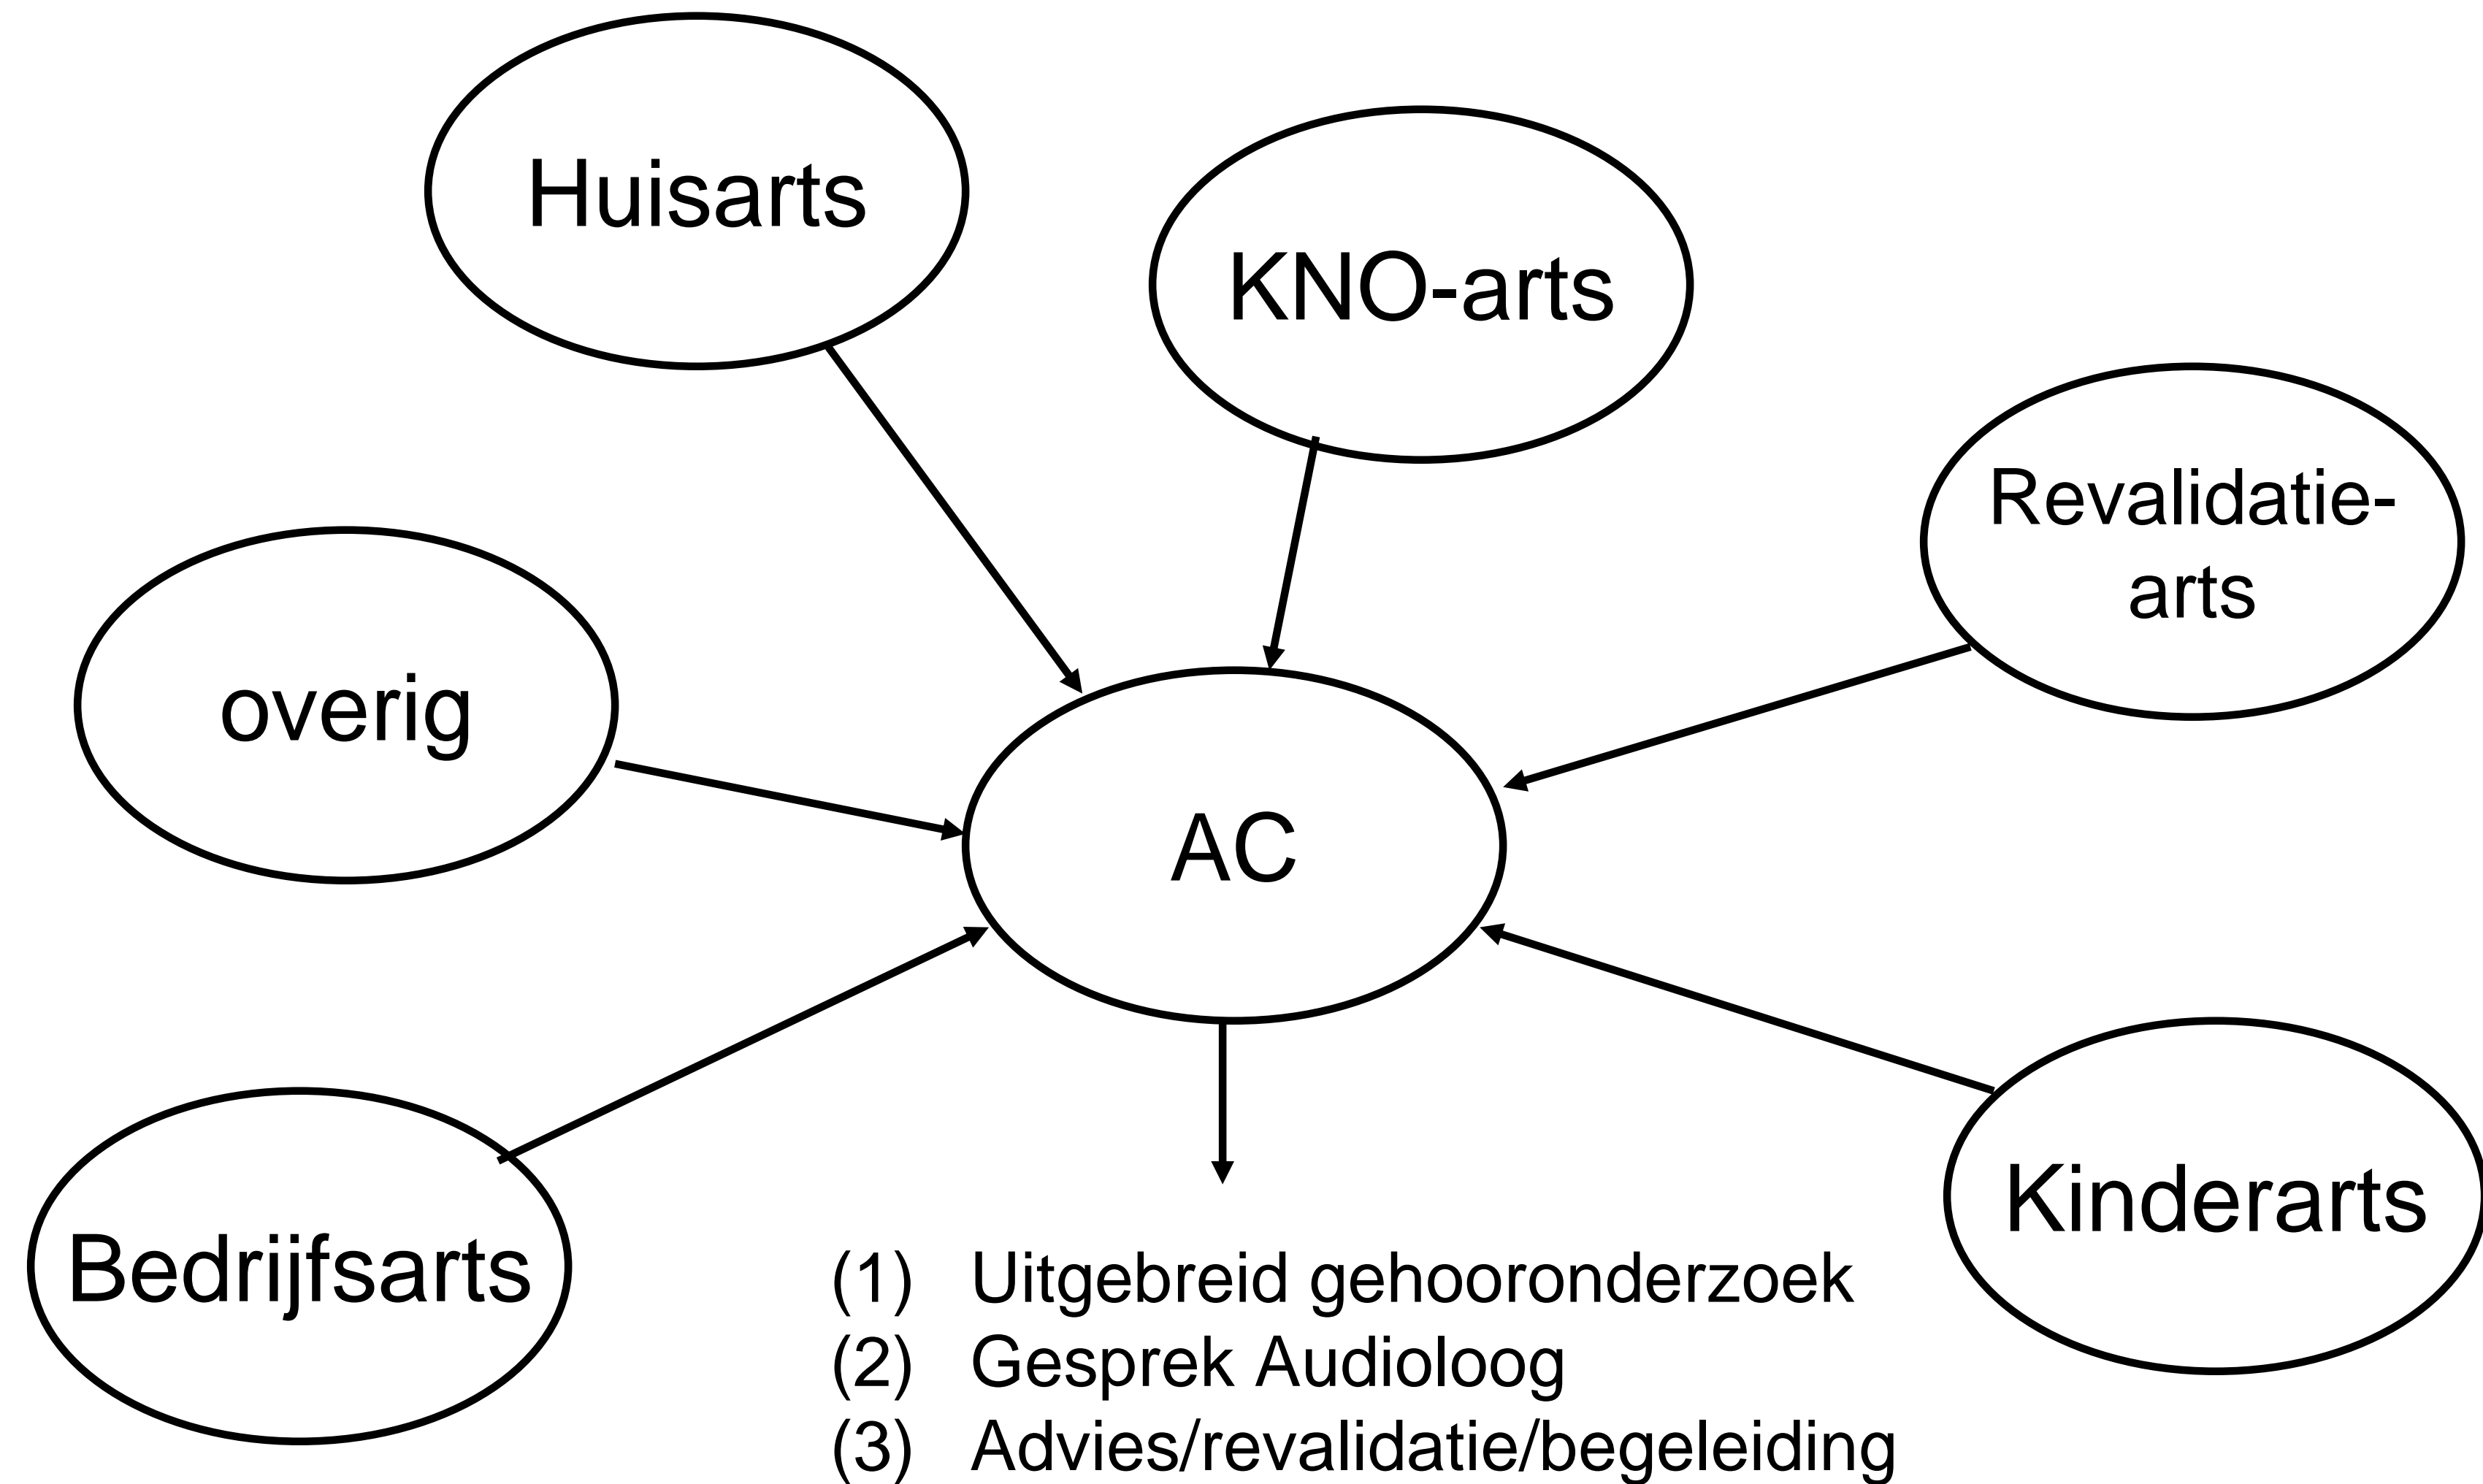 Huisarts
KNO-arts
Revalidatie-
arts
overig
AC
Kinderarts
Bedrijfsarts
(1) Uitgebreid gehooronderzoek
(2) Gesprek Audioloog
(3) Advies/revalidatie/begeleiding